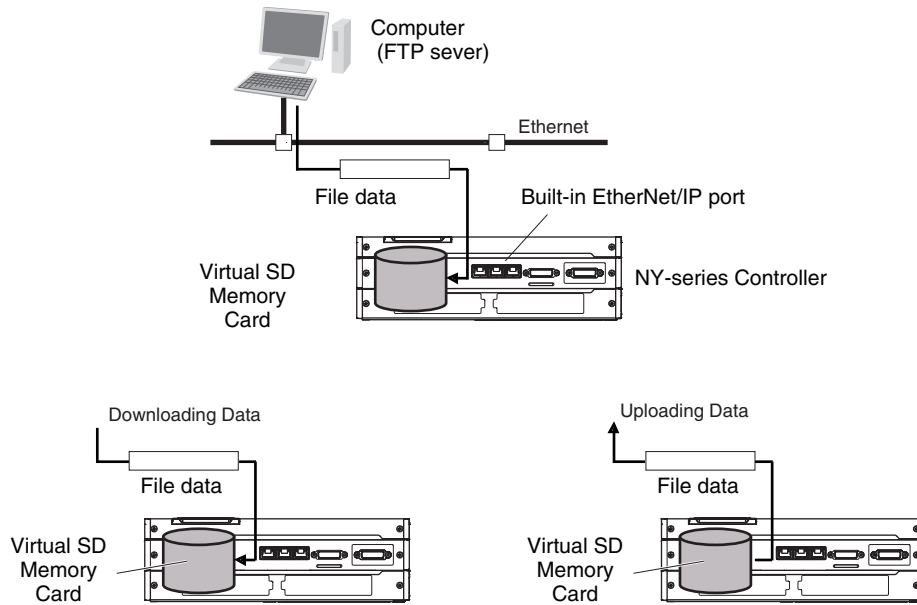 Computer
(FTP sever)
Ethernet
File data
Built-in EtherNet/IP port
Virtual SD
Memory
Card
NY-series Controller
Downloading Data
File data
Virtual SD
Memory
Card
Uploading Data
File data
Virtual SD
Memory
Card